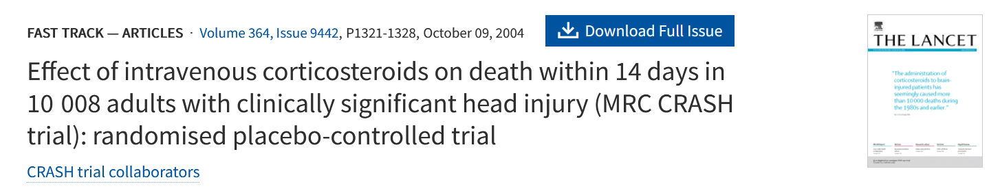 FAST TRACK — ARTICLES · Volume 364, Issue 9442, P1321-1328, October 09, 2004
Download Full Issue
Effect of intravenous corticosteroids on death within 14 days in
10 008 adults with clinically significant head injury (MRC CRASH
trial): randomised placebo-controlled trial
CRASH trial collaborators
THE LANCET
"The administration of
corticosteroids to brain-
injured patients has
seemingly caused more
than 10 000 deaths during
the 1980s and earlier."